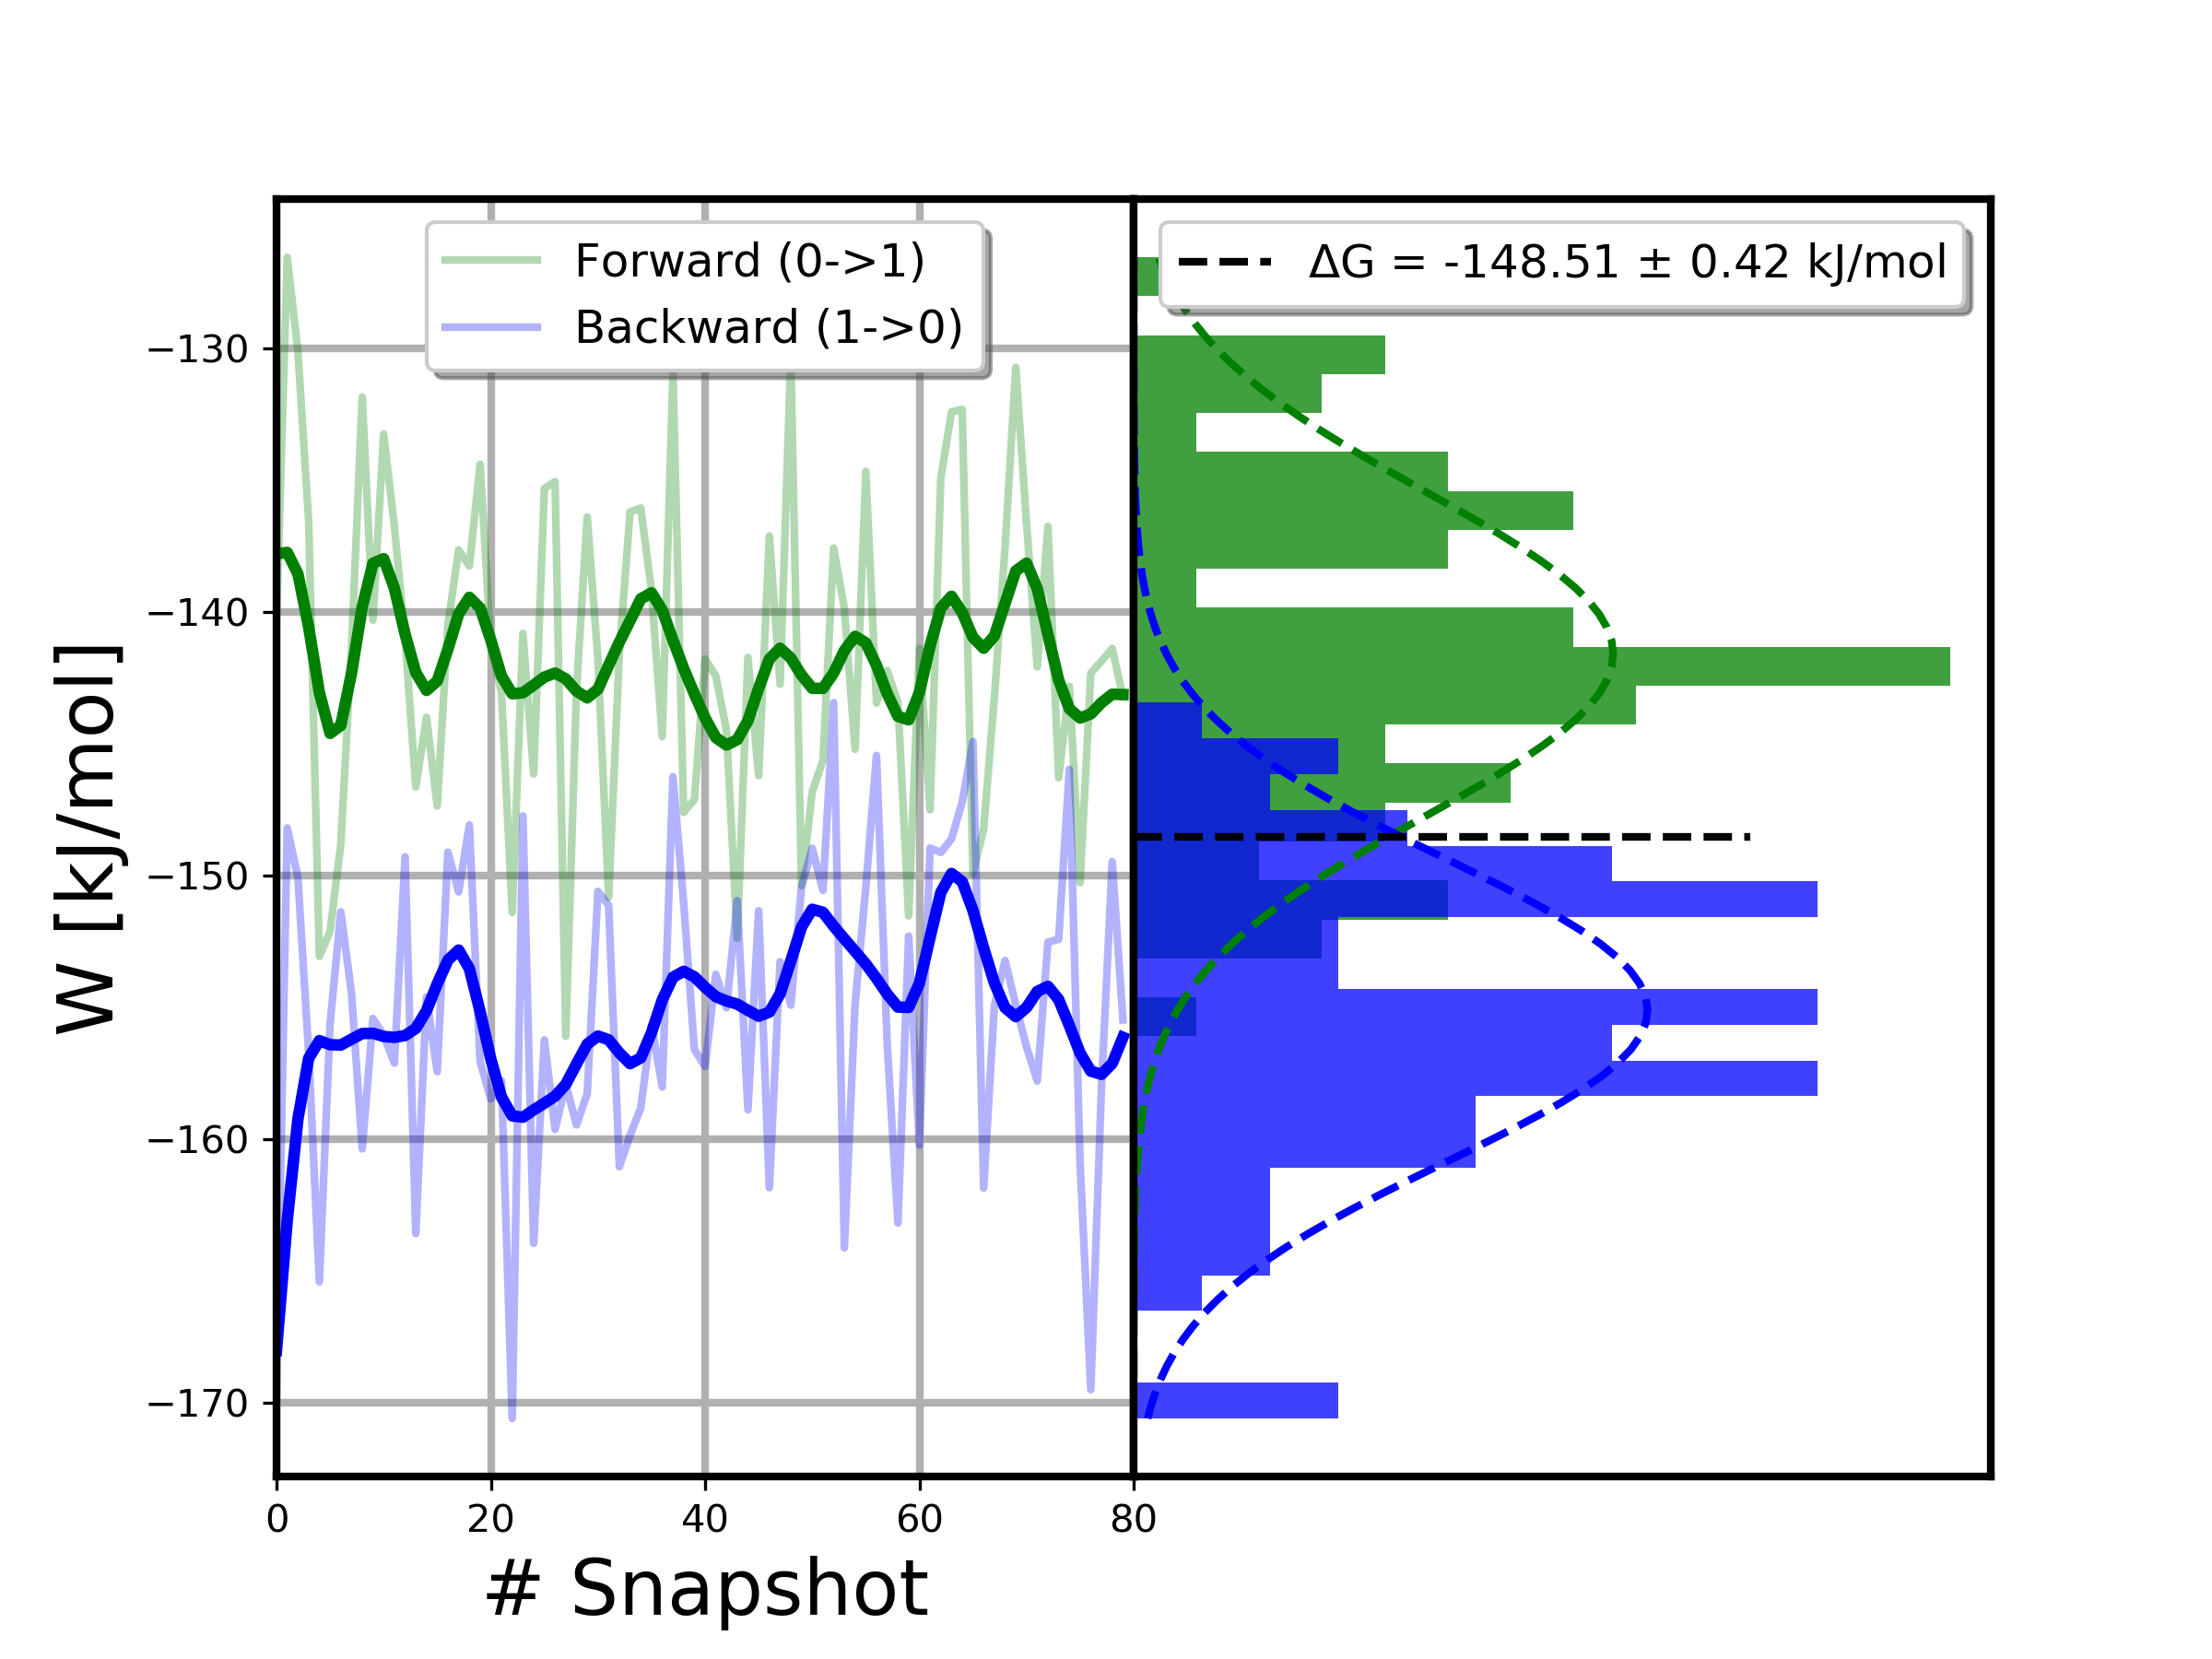 Forward (0->1)
Backward (1->0)
ΔG = -148.51 ± 0.42 kJ/mol
W [kJ/mol]
−130
−140
−150
−160
−170
0 20 40 60 80
# Snapshot